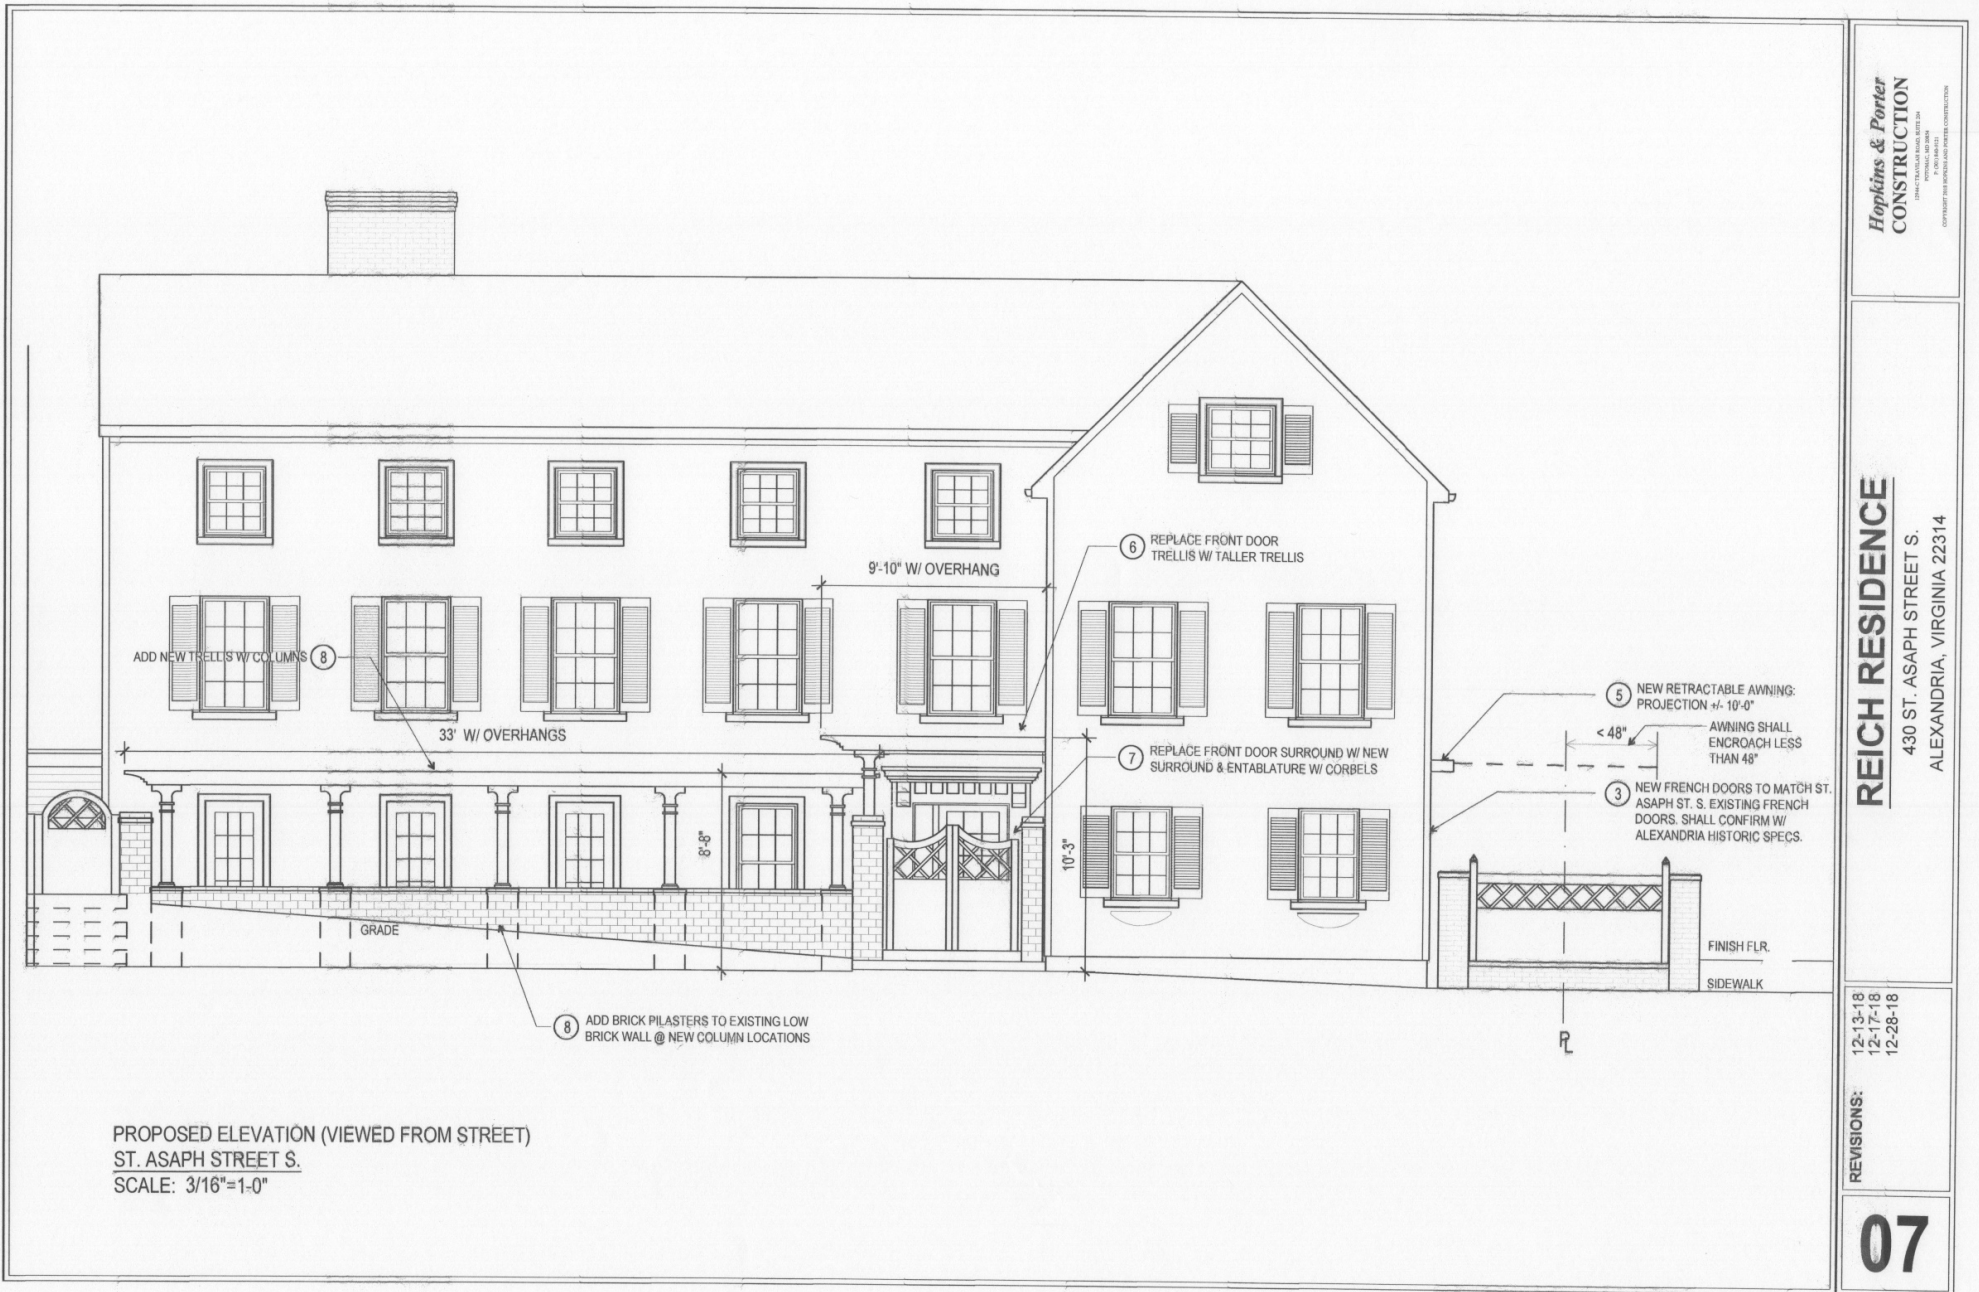 6
REPLACE FRONT DOOR
TRELLIS W/ TALLER TRELLIS
9'-10" W/ OVERHANG
ADD NEW TRELLIS W/ COLUMNS 8
33' W/ OVERHANGS
5
NEW RETRACTABLE AWNING:
PROJECTION +/- 10'-0"
< 48"
AWNING SHALL
ENCROACH LESS
THAN 48"
7
REPLACE FRONT DOOR SURROUND W/ NEW
SURROUND & ENTABLATURE W/ CORBELS
3
NEW FRENCH DOORS TO MATCH ST.
ASAPH ST. S. EXISTING FRENCH
DOORS. SHALL CONFIRM W/
ALEXANDRIA HISTORIC SPECS.
8'-8"
10'-3"
GRADE
FINISH FLR.
SIDEWALK
8
ADD BRICK PILASTERS TO EXISTING LOW
BRICK WALL @ NEW COLUMN LOCATIONS
PL
PROPOSED ELEVATION (VIEWED FROM STREET)
ST. ASAPH STREET S.
SCALE: 3/16"=1-0"
Hopkins & Porter
CONSTRUCTION
REICH RESIDENCE
430 ST. ASAPH STREET S.
ALEXANDRIA, VIRGINIA 22314
REVISIONS:
12-13-18
12-17-18
12-28-18
07